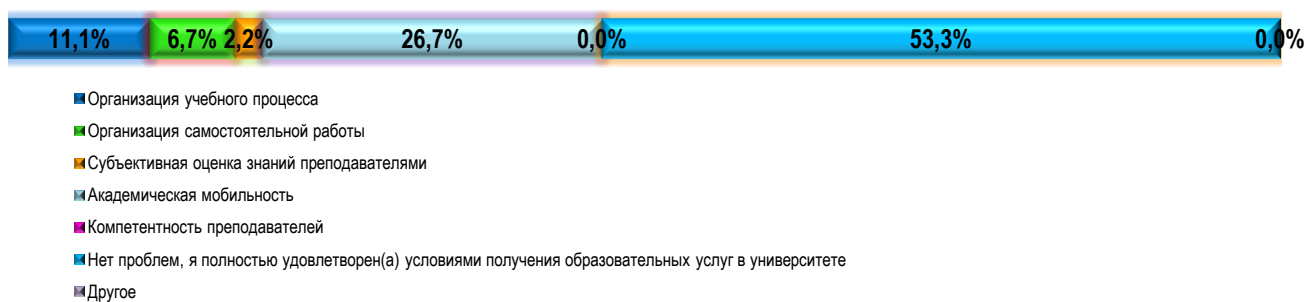 11,1% 6,7% 2,2% 26,7% 0,0% 53,3% 0,0%
Организация учебного процесса
Организация самостоятельной работы
Субъективная оценка знаний преподавателями
Академическая мобильность
Компетентность преподавателей
Нет проблем, я полностью удовлетворен(а) условиями получения образовательных услуг в университете
Другое